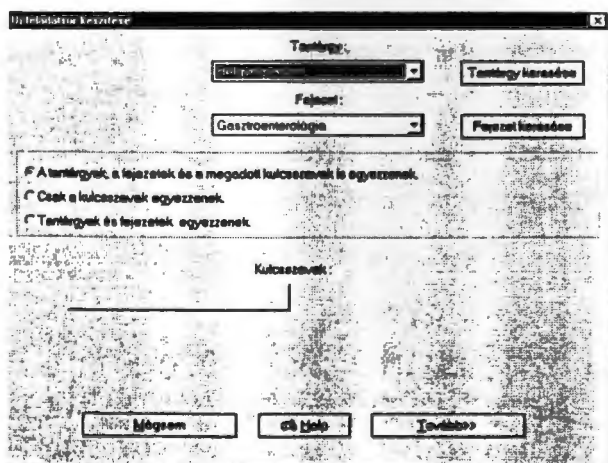 Új feladatsor készítése
Tantárgy:
Tantárgy keresése
Fejezet:
Gasztroenterológia
Fejezet keresése
A tantárgyak, a fejezetek és a megadott kulcsszavak is egyezzenek.
Csak a kulcsszavak egyezzenek.
Tantárgyak és fejezetek egyezzenek.
Kulcsszavak:
Mégsem
Help
Tovább>>